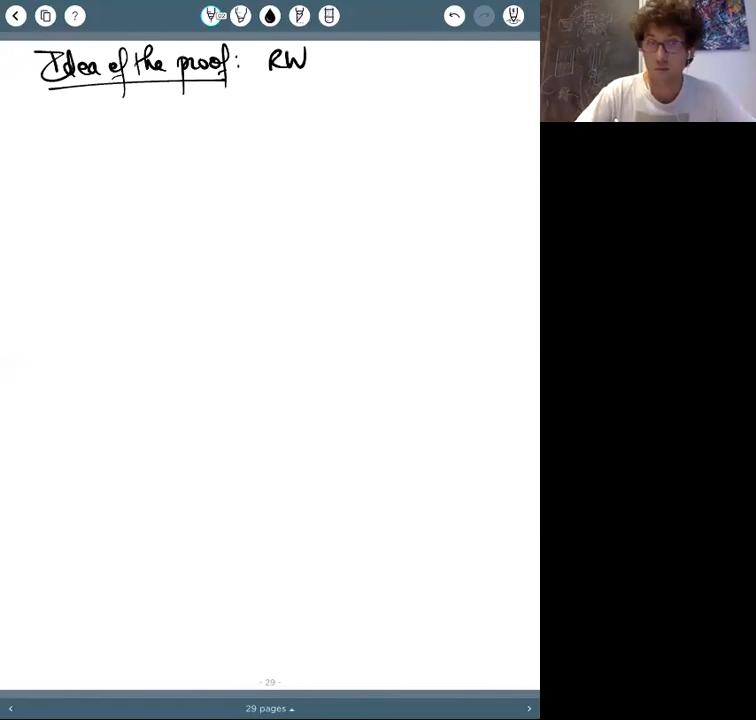 Idea of the proof: RW
- 29 -
29 pages